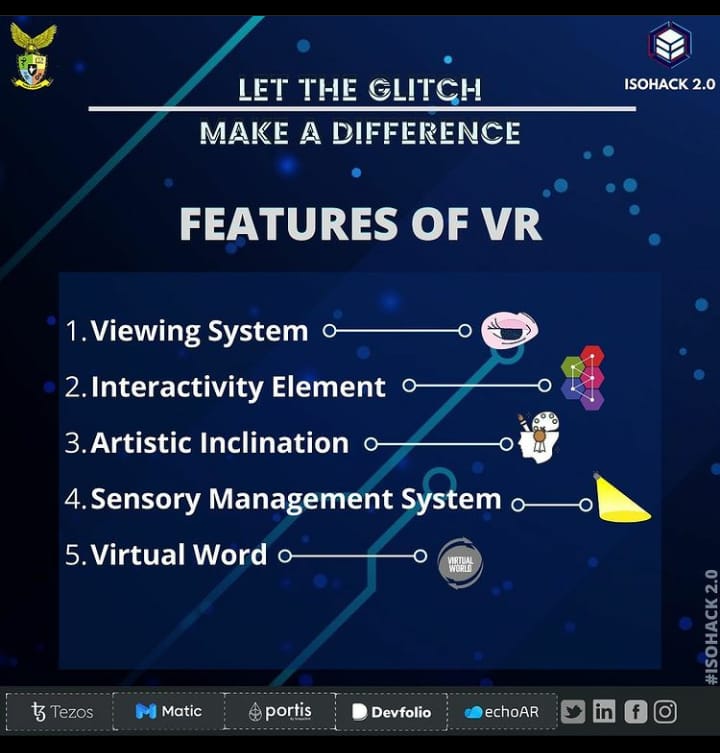 LET THE GLITCH
MAKE A DIFFERENCE
ISOHACK 2.0
FEATURES OF VR
1. Viewing System
2. Interactivity Element
3. Artistic Inclination
4. Sensory Management System
5. Virtual Word
VIRTUAL
WORLD
#ISOHACK 2.0
Tezos
Matic
portis
Devfolio
echoAR